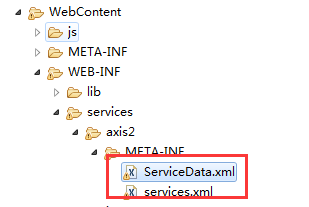 WebContent
js
META-INF
WEB-INF
lib
services
axis2
META-INF
ServiceData.xml
services.xml